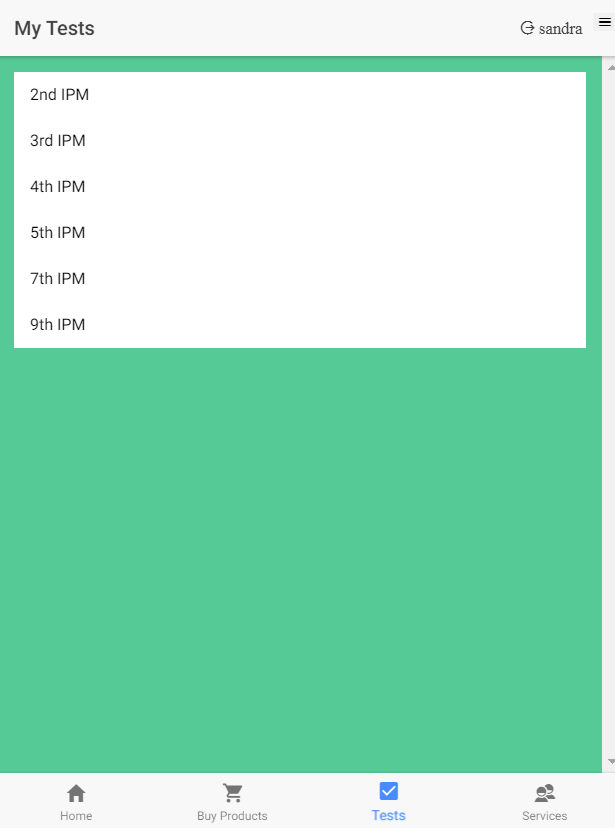 My Tests
sandra
2nd IPM
3rd IPM
4th IPM
5th IPM
7th IPM
9th IPM
Home
Buy Products
Tests
Services